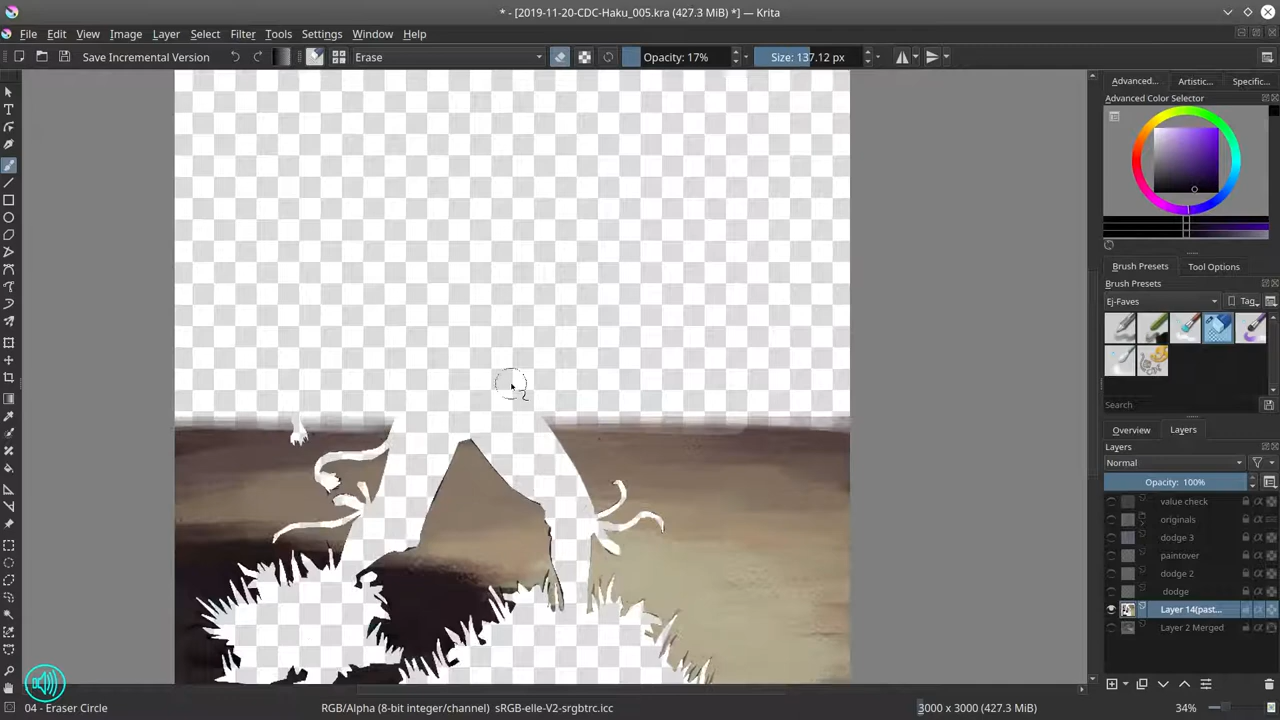 * - [2019-11-20-CDC-Haku_005.kra (427.3 MiB) *] — Krita
File Edit View Image Layer Select Filter Tools Settings Window Help
Save Incremental Version Erase Opacity: 17% Size: 137.12 px
Advanced... Artistic... Specific...
Advanced Color Selector
Brush Presets Tool Options
Brush Presets
Ej-Faves Tag
Search
Overview Layers
Layers
Normal
Opacity: 100%
value check
originals
dodge 3
paintover
dodge 2
dodge
Layer 14(past...
Layer 2 Merged
04 - Eraser Circle RGB/Alpha (8-bit integer/channel) sRGB-elle-V2-srgbtrc.icc 3000 x 3000 (427.3 MiB) 34%